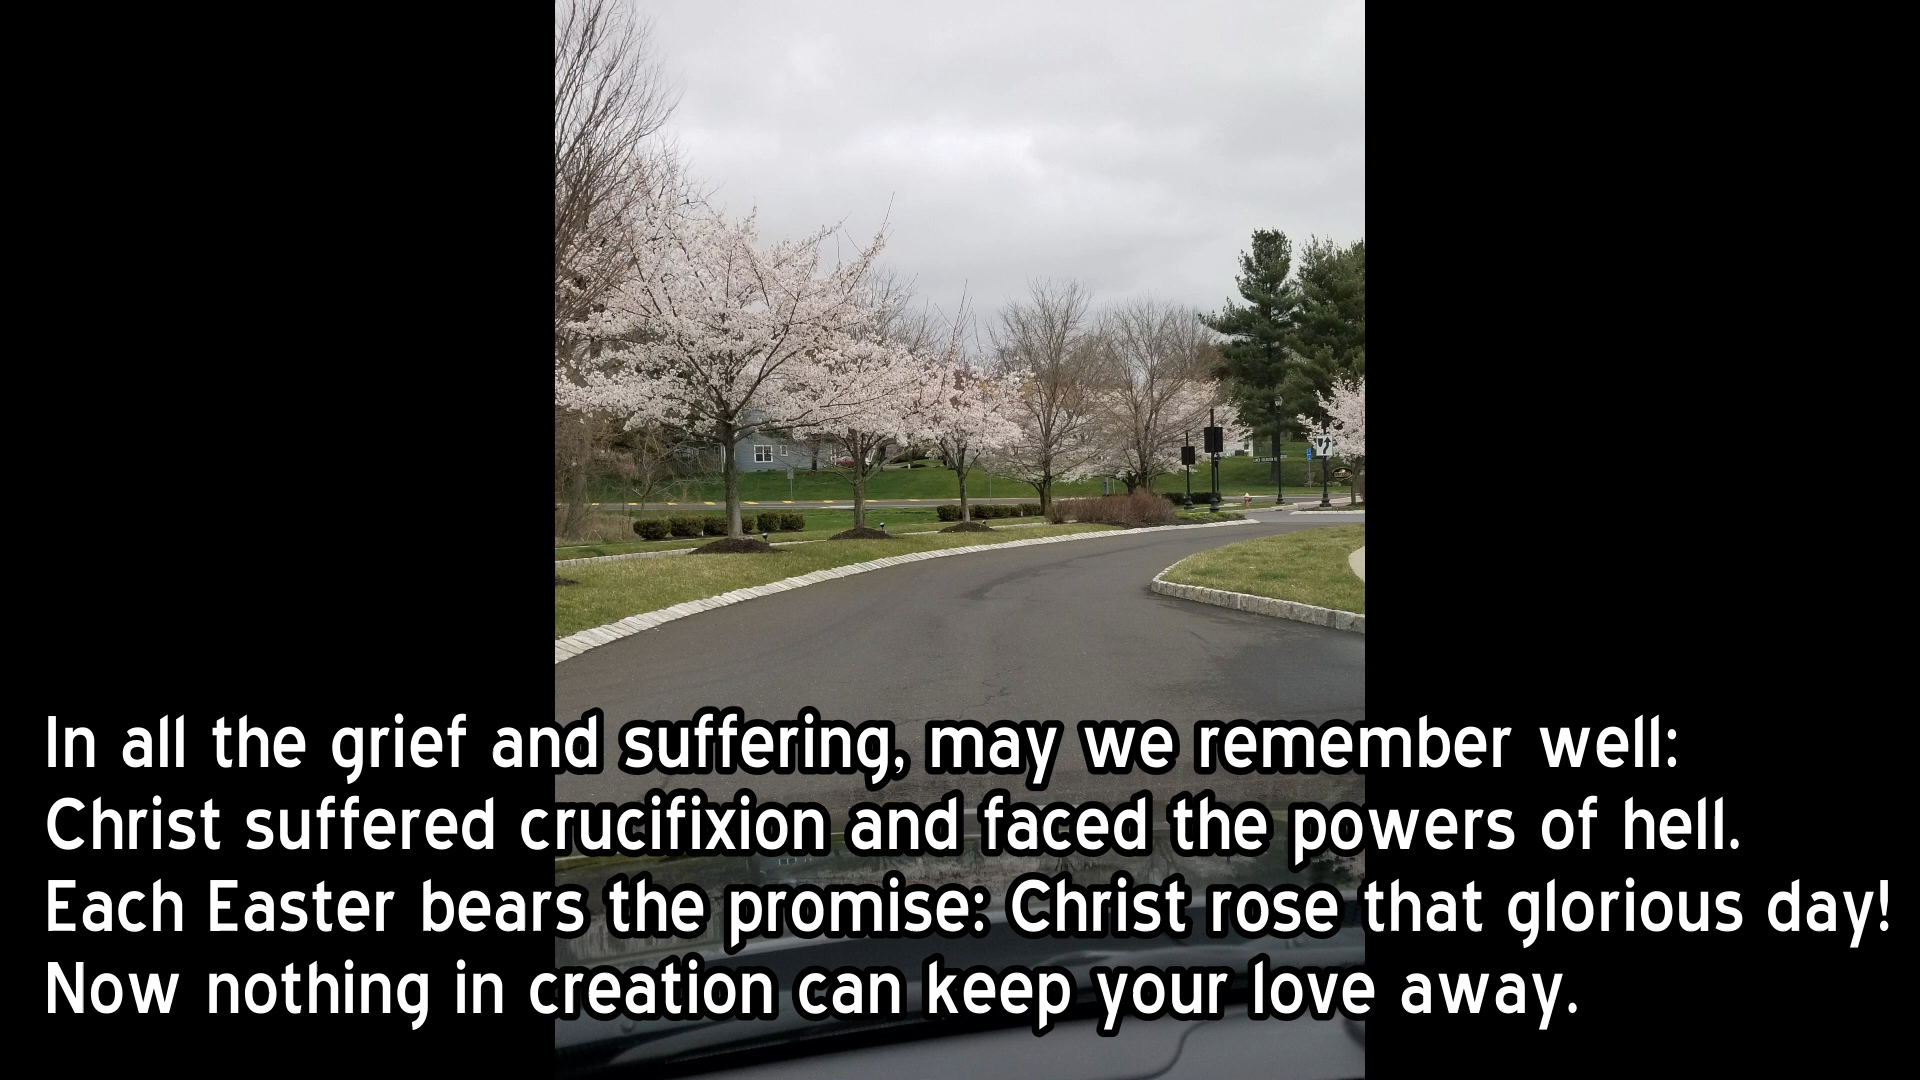 In all the grief and suffering, may we remember well:
Christ suffered crucifixion and faced the powers of hell.
Each Easter bears the promise: Christ rose that glorious day!
Now nothing in creation can keep your love away.